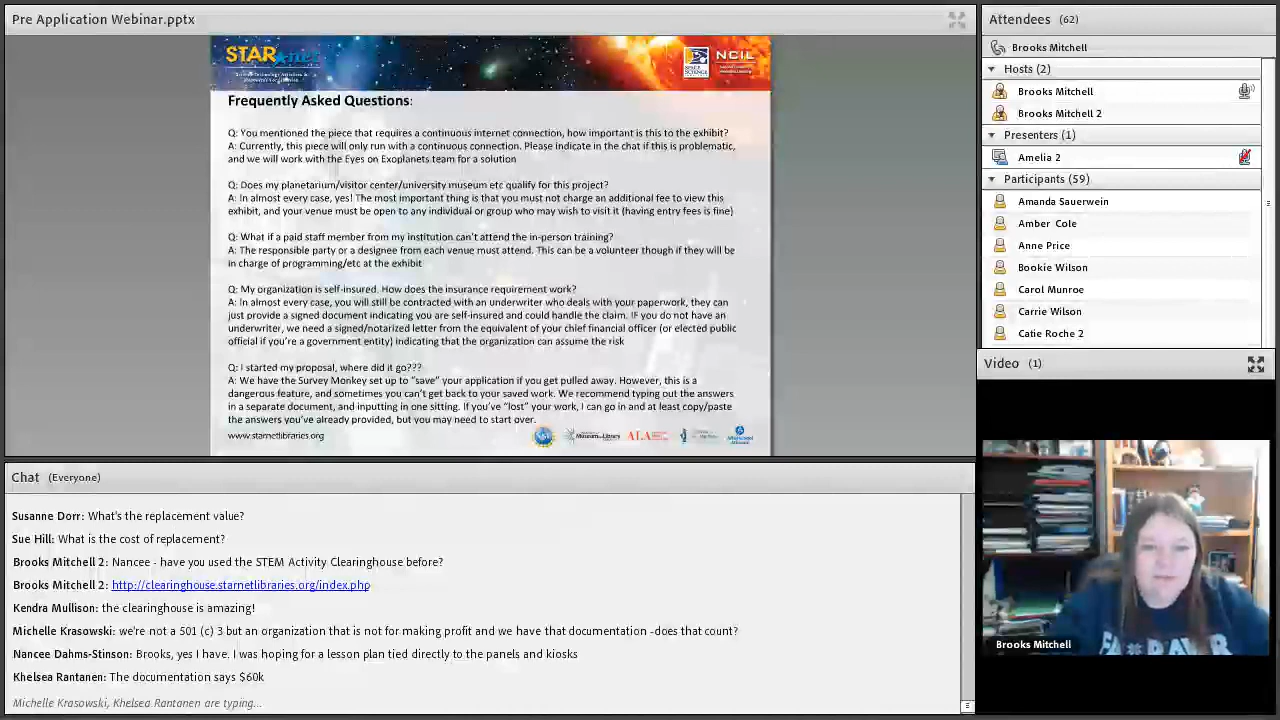 Pre Application Webinar.pptx
STAR net
Science-Technology Activities &
NCIL
SPACE
SCIENCE
Frequently Asked Questions:
Q: You mentioned the piece that requires a continuous internet connection, how important is this to the exhibit?
A: Currently, this piece will only run with a continuous connection. Please indicate in the chat if this is problematic,
and we will work with the Eyes on Exoplanets team for a solution
Q: Does my planetarium/visitor center/university museum etc qualify for this project?
A: In almost every case, yes! The most important thing is that you must not charge an additional fee to view this
exhibit, and your venue must be open to any individual or group who may wish to visit it (having entry fees is fine)
Q: What if a paid staff member from my institution can't attend the in-person training?
A: The responsible party or a designee from each venue must attend. This can be a volunteer though if they will be
in charge of programming/etc at the exhibit
Q: My organization is self-insured. How does the insurance requirement work?
A: In almost every case, you will still be contracted with an underwriter who deals with your paperwork, they can
just provide a signed document indicating you are self-insured and could handle the claim. IF you do not have an
underwriter, we need a signed/notarized letter from the equivalent of your chief financial officer (or elected public
official if you're a government entity) indicating that the organization can assume the risk
Q: I started my proposal, where did it go???
A: We have the Survey Monkey set up to "save" your application if you get pulled away. However, this is a
dangerous feature, and sometimes you can't get back to your saved work. We recommend typing out the answers
in a separate document, and inputting in one sitting. If you've "lost" your work, I can go in and at least copy/paste
the answers you've already provided, but you may need to start over.
www.starnetlibraries.org
Museum and Library
ALA
Chat (Everyone)
Susanne Dorr: What's the replacement value?
Sue Hill: What is the cost of replacement?
Brooks Mitchell 2: Nancee - have you used the STEM Activity Clearinghouse before?
Brooks Mitchell 2: http://clearinghouse.starnetlibraries.org/index.php
Kendra Mullison: the clearinghouse is amazing!
Michelle Krasowski: we're not a 501 (c) 3 but an organization that is not for making profit and we have that documentation -does that count?
Nancee Dahms-Stinson: Brooks, yes I have. I was hoping for a lesson plan tied directly to the panels and kiosks
Khelsea Rantanen: The documentation says $60k
Michelle Krasowski, Khelsea Rantanen are typing...
Attendees (62)
Brooks Mitchell
Hosts (2)
Brooks Mitchell
Brooks Mitchell 2
Presenters (1)
Amelia 2
Participants (59)
Amanda Sauerwein
Amber Cole
Anne Price
Bookie Wilson
Carol Munroe
Carrie Wilson
Catie Roche 2
Video (1)
Brooks Mitchell